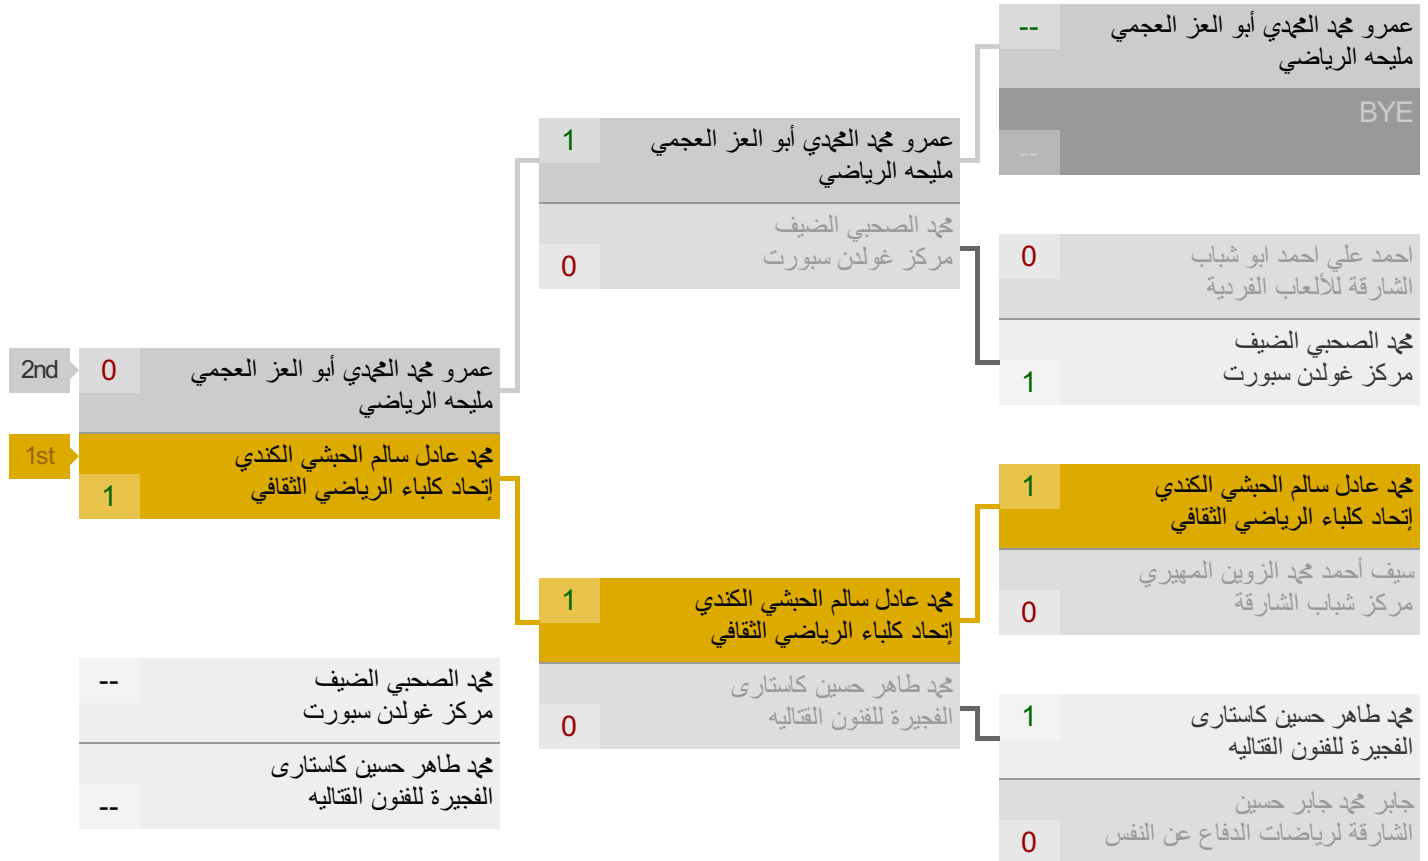 --
عمرو محمد المحمدي أبو العز العجمي
مليحه الرياضي
BYE
--
1
عمرو محمد المحمدي أبو العز العجمي
مليحه الرياضي
محمد الصحبي الضيف
مركز غولدن سبورت
0
0
احمد علي احمد ابو شباب
الشارقة للألعاب الفردية
محمد الصحبي الضيف
مركز غولدن سبورت
1
2nd
0
عمرو محمد المحمدي أبو العز العجمي
مليحه الرياضي
1st
محمد عادل سالم الحبشي الكندي
إتحاد كلباء الرياضي الثقافي
1
1
محمد عادل سالم الحبشي الكندي
إتحاد كلباء الرياضي الثقافي
سيف أحمد محمد الزوين المهيري
مركز شباب الشارقة
0
1
محمد عادل سالم الحبشي الكندي
إتحاد كلباء الرياضي الثقافي
محمد طاهر حسين كاستارى
الفجيرة للفنون القتاليه
0
--
محمد الصحبي الضيف
مركز غولدن سبورت
محمد طاهر حسين كاستارى
الفجيرة للفنون القتاليه
--
1
محمد طاهر حسين كاستارى
الفجيرة للفنون القتاليه
جابر محمد جابر حسين
الشارقة لرياضات الدفاع عن النفس
0